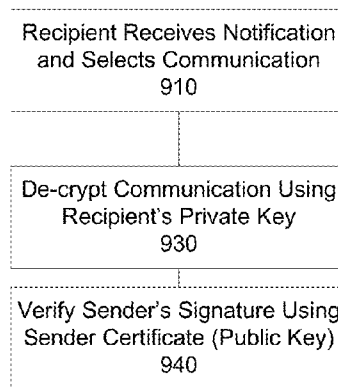 Recipient Receives Notification
and Selects Communication
910
De-crypt Communication Using
Recipient's Private Key
930
Verify Sender's Signature Using
Sender Certificate (Public Key)
940